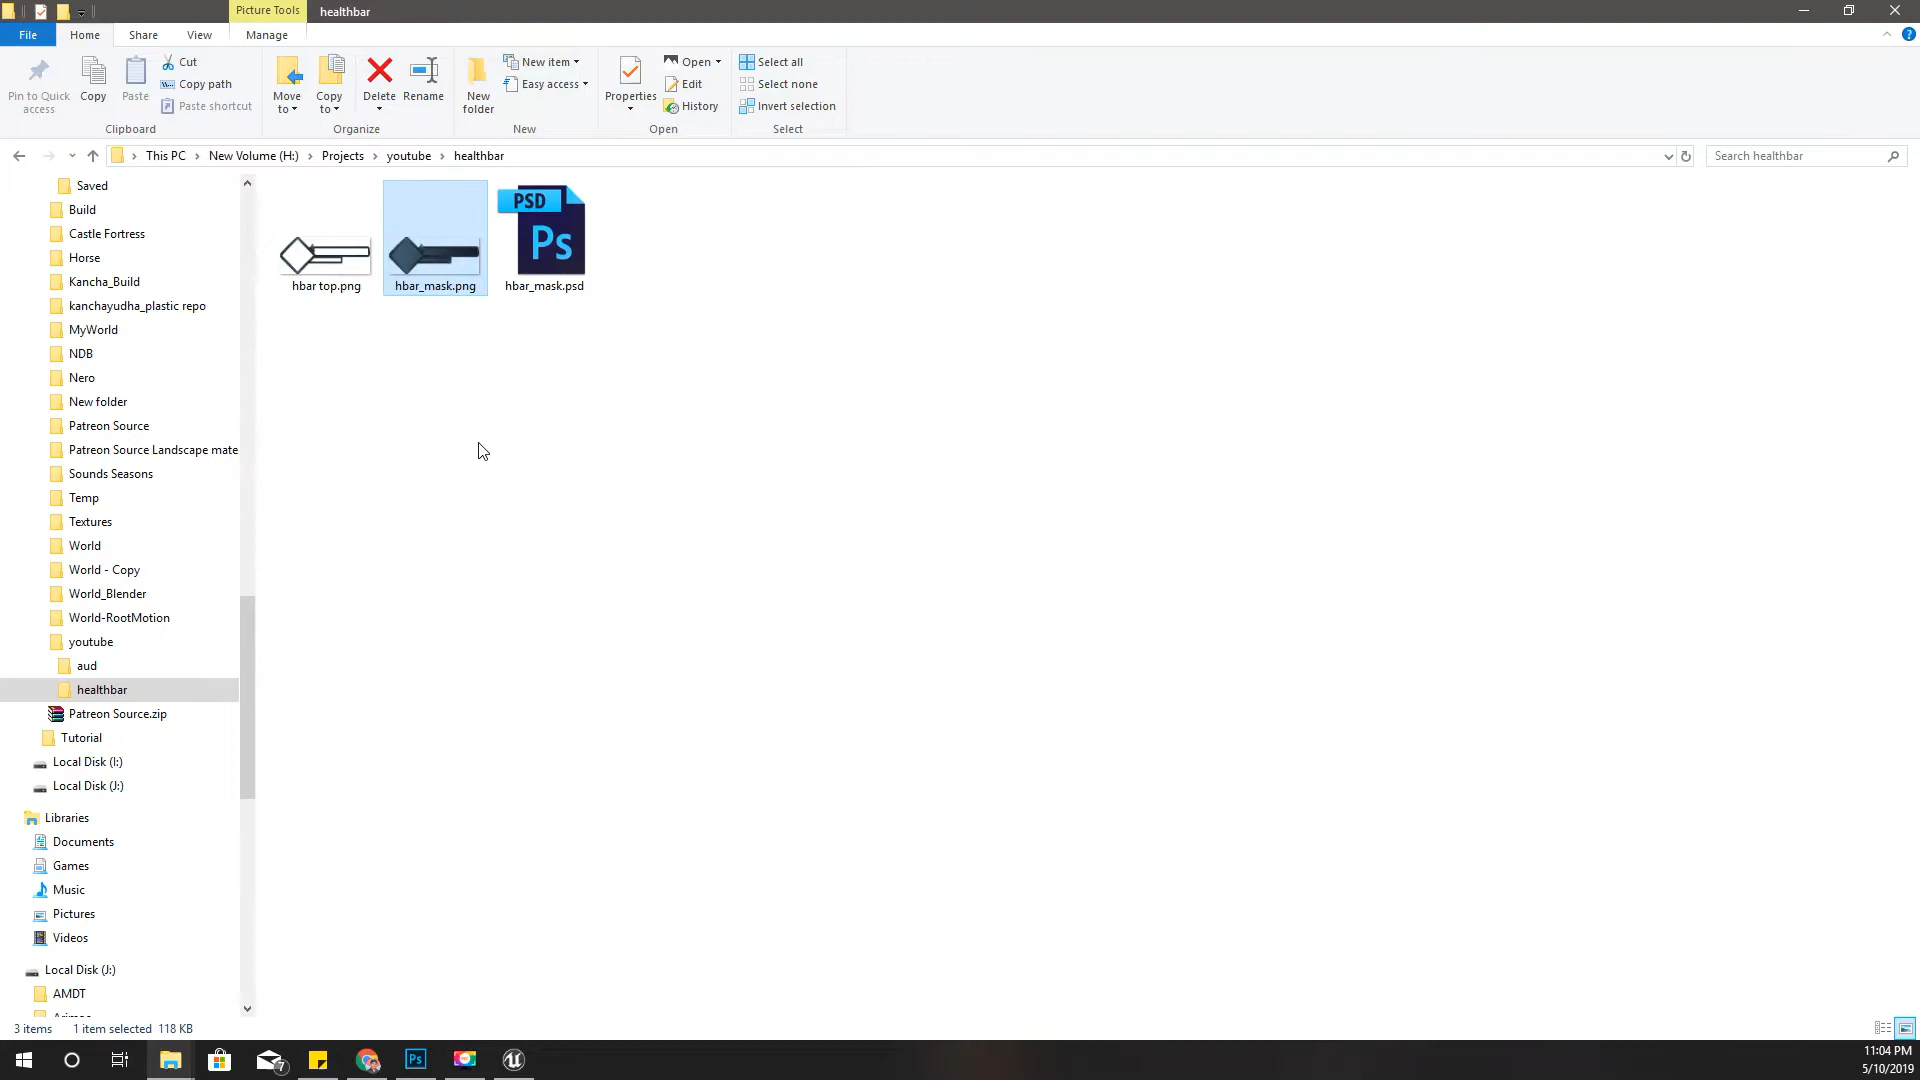 Picture Tools
healthbar
File
Home
Share
View
Manage
Pin to Quick
access
Copy
Paste
Cut
Copy path
Paste shortcut
Clipboard
Move
to
Copy
to
Delete
Rename
Organize
New
folder
New item
Easy access
New
Properties
Open
Edit
History
Open
Select all
Select none
Invert selection
Select
This PC
New Volume (H:)
Projects
youtube
healthbar
Search healthbar
Saved
Build
Castle Fortress
Horse
Kancha_Build
kanchayudha_plastic repo
MyWorld
NDB
Nero
New folder
Patreon Source
Patreon Source Landscape mate
Sounds Seasons
Temp
Textures
World
World - Copy
World_Blender
World-RootMotion
youtube
aud
healthbar
Patreon Source.zip
Tutorial
Local Disk (I:)
Local Disk (J:)
Libraries
Documents
Games
Music
Pictures
Videos
Local Disk (J:)
AMDT
PSD
Ps
hbar top.png
hbar_mask.png
hbar_mask.psd
3 items
1 item selected 118 KB
7
Ps
11:04 PM
5/10/2019